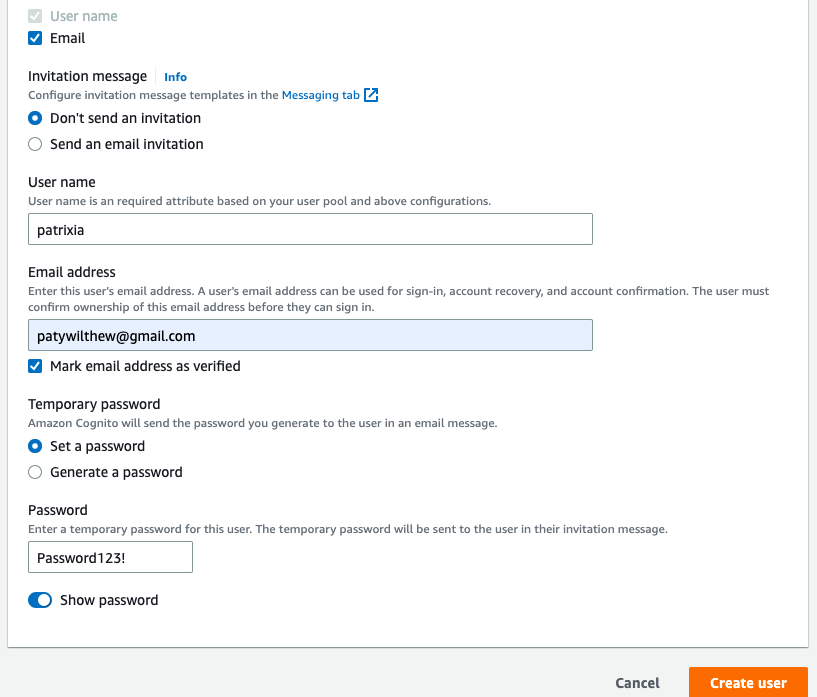 User name
Email
Invitation message Info
Configure invitation message templates in the Messaging tab
Don't send an invitation
Send an email invitation
User name
User name is an required attribute based on your user pool and above configurations.
patrixia
Email address
Enter this user's email address. A user's email address can be used for sign-in, account recovery, and account confirmation. The user must
confirm ownership of this email address before they can sign in.
patywilthew@gmail.com
Mark email address as verified
Temporary password
Amazon Cognito will send the password you generate to the user in an email message.
Set a password
Generate a password
Password
Enter a temporary password for this user. The temporary password will be sent to the user in their invitation message.
Password123!
Show password
Cancel Create user